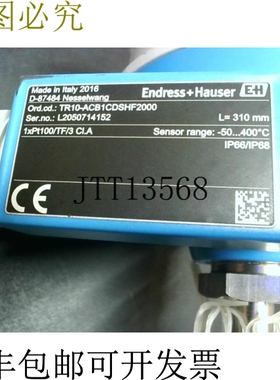 图必究
Made in Italy 2016
D-87484 Nesselwang
Endress+Hauser EH
Ord.cd.: TR10-ACB1CDSHF2000
Ser.no.: L2050714152
L= 310 mm
1xPt100/TF/3 Cl.A
Sensor range: -50...400°C
IP66/IP68
JTT13568
CE
丰包邮可开发票